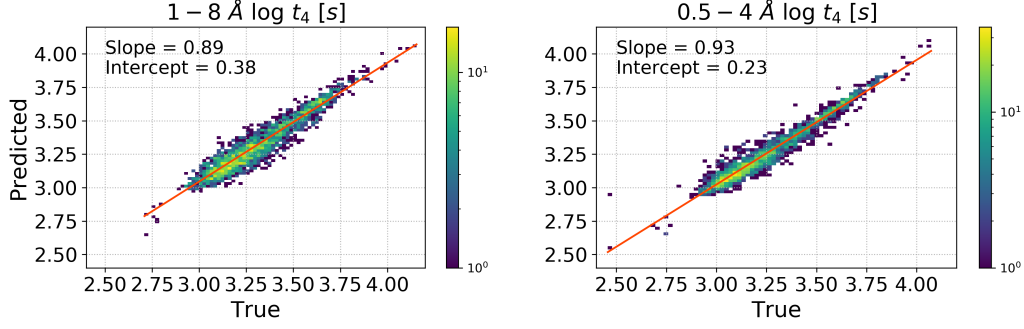 1 − 8 Å log t₄ [s]
Slope = 0.89
Intercept = 0.38
Predicted
4.00
3.75
3.50
3.25
3.00
2.75
2.50
2.50 2.75 3.00 3.25 3.50 3.75 4.00
True
10¹
10⁰
0.5 − 4 Å log t₄ [s]
Slope = 0.93
Intercept = 0.23
4.00
3.75
3.50
3.25
3.00
2.75
2.50
2.50 2.75 3.00 3.25 3.50 3.75 4.00
True
10¹
10⁰